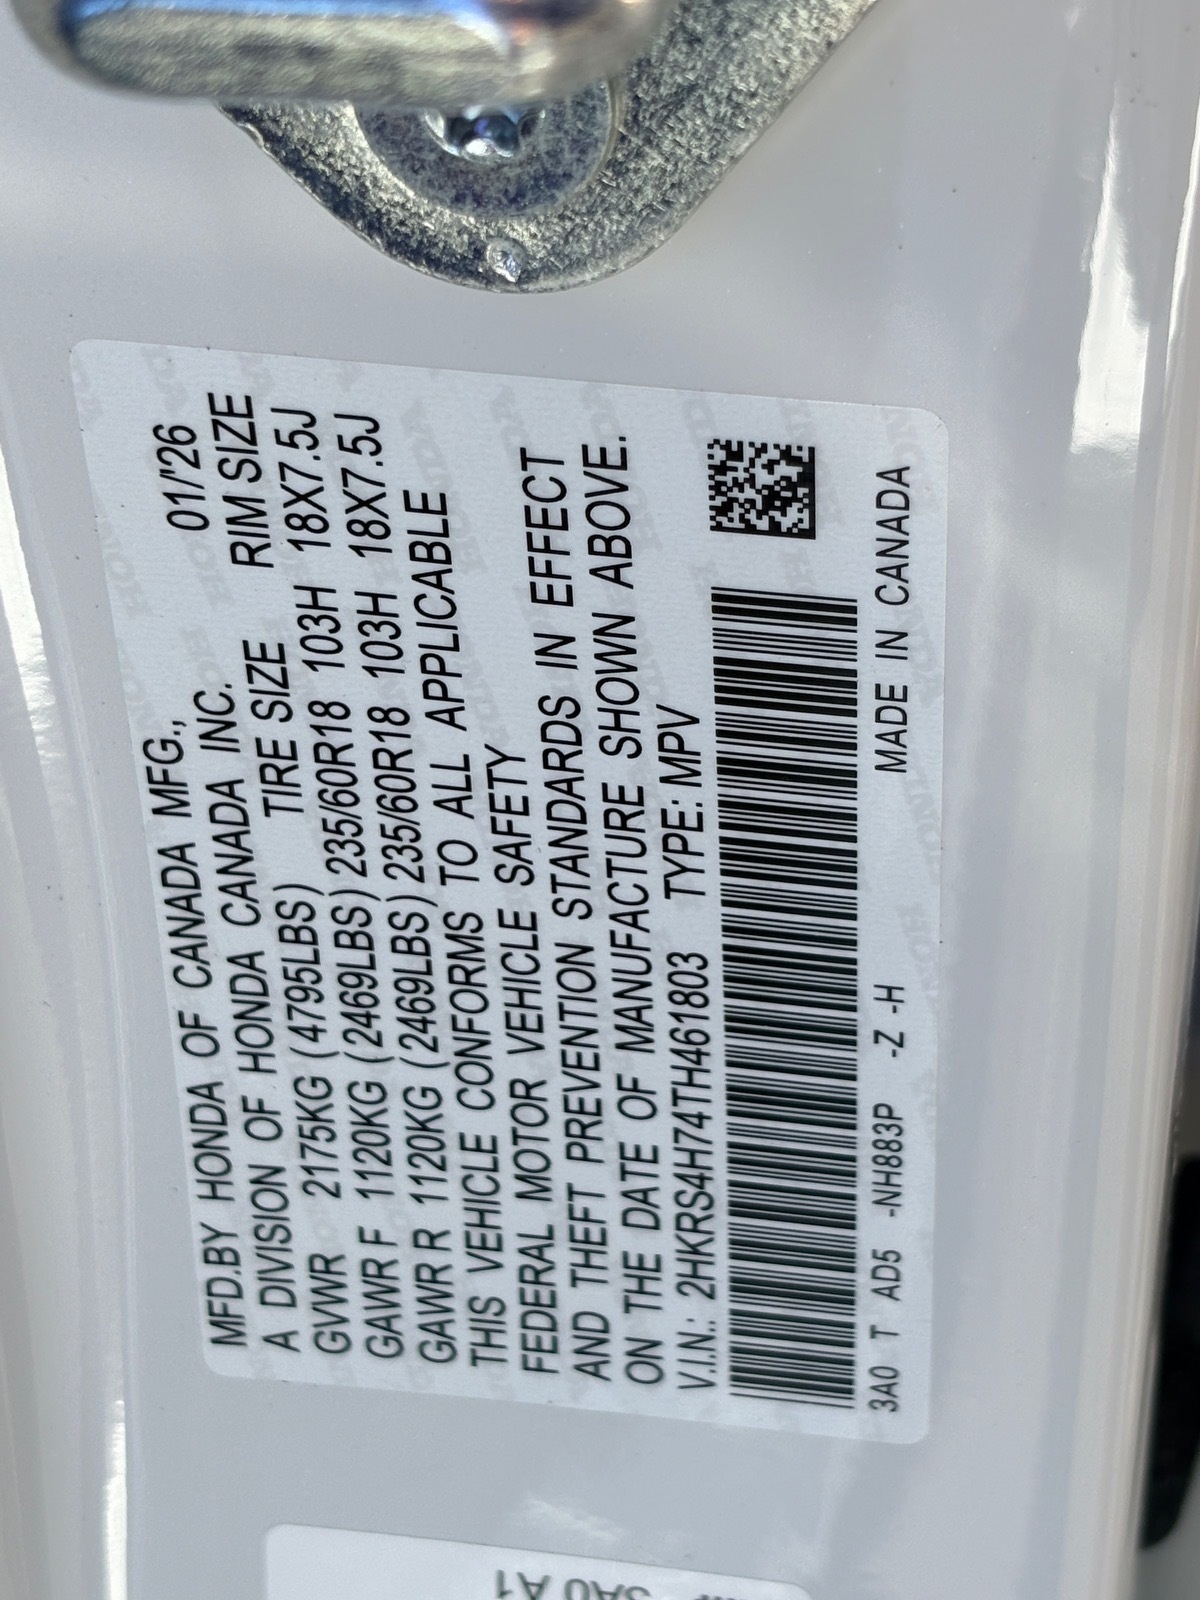 MFD.BY HONDA OF CANADA MFG., 01/'26
A DIVISION OF HONDA CANADA INC.
TIRE SIZE RIM SIZE
GVWR 2175KG (4795LBS)
GAWR F 1120KG (2469LBS) 235/60R18 103H 18X7.5J
GAWR R 1120KG (2469LBS) 235/60R18 103H 18X7.5J
THIS VEHICLE CONFORMS TO ALL APPLICABLE
FEDERAL MOTOR VEHICLE SAFETY
AND THEFT PREVENTION STANDARDS IN EFFECT
ON THE DATE OF MANUFACTURE SHOWN ABOVE.
V.I.N.: 2HKRS4H74TH461803 TYPE: MPV
3A0 T AD5 -NH883P -Z -H MADE IN CANADA
3A0 A1